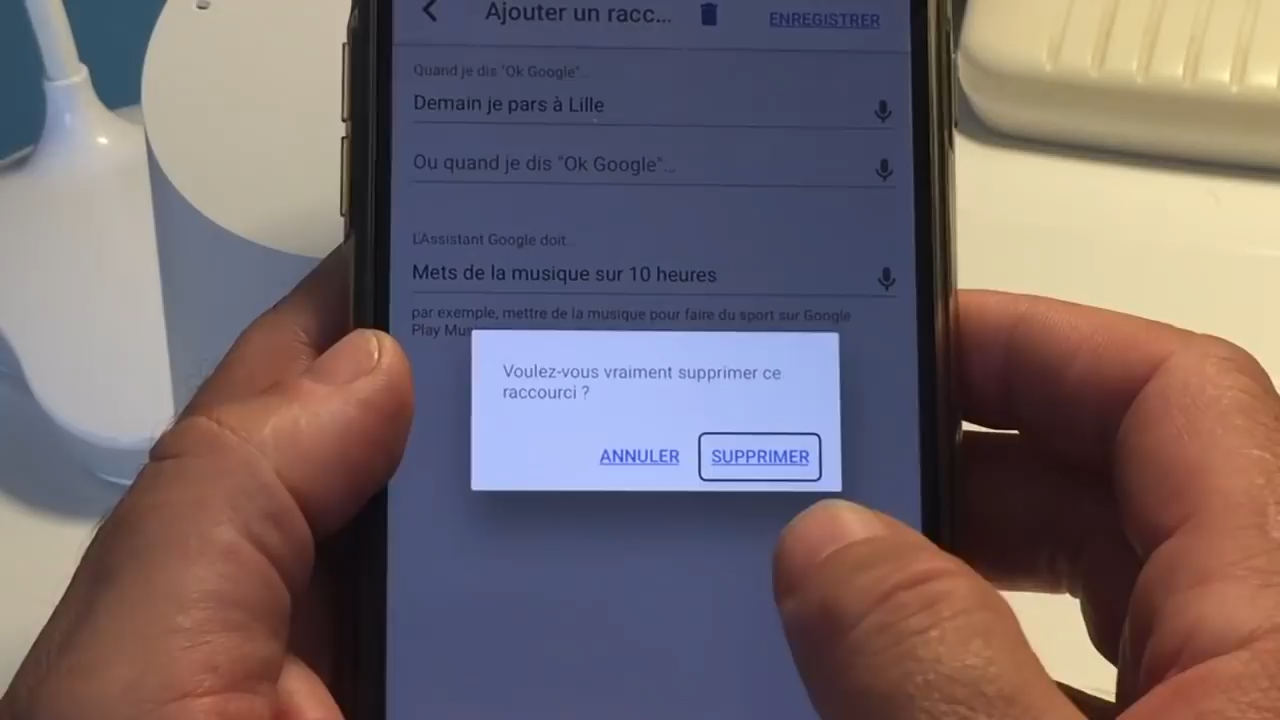 Ajouter un racc...
ENREGISTRER
Quand je dis "Ok Google"...
Demain je pars à Lille
Ou quand je dis "Ok Google"...
L'Assistant Google doit...
Mets de la musique sur 10 heures
par exemple, mettre de la musique pour faire du sport sur Google
Play Mus
Voulez-vous vraiment supprimer ce
raccourci ?
ANNULER
SUPPRIMER